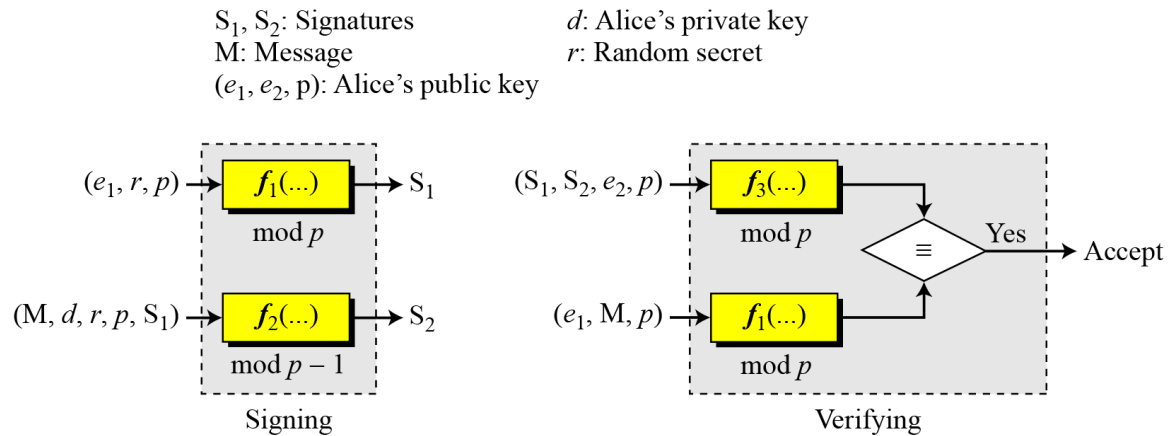 S₁, S₂: Signatures
M: Message
(e₁, e₂, p): Alice's public key
d: Alice's private key
r: Random secret
(e₁, r, p)
f₁(...)
S₁
mod p
(M, d, r, p, S₁)
f₂(...)
S₂
mod p – 1
Signing
(S₁, S₂, e₂, p)
f₃(...)
mod p
≡
Yes
Accept
(e₁, M, p)
f₁(...)
mod p
Verifying